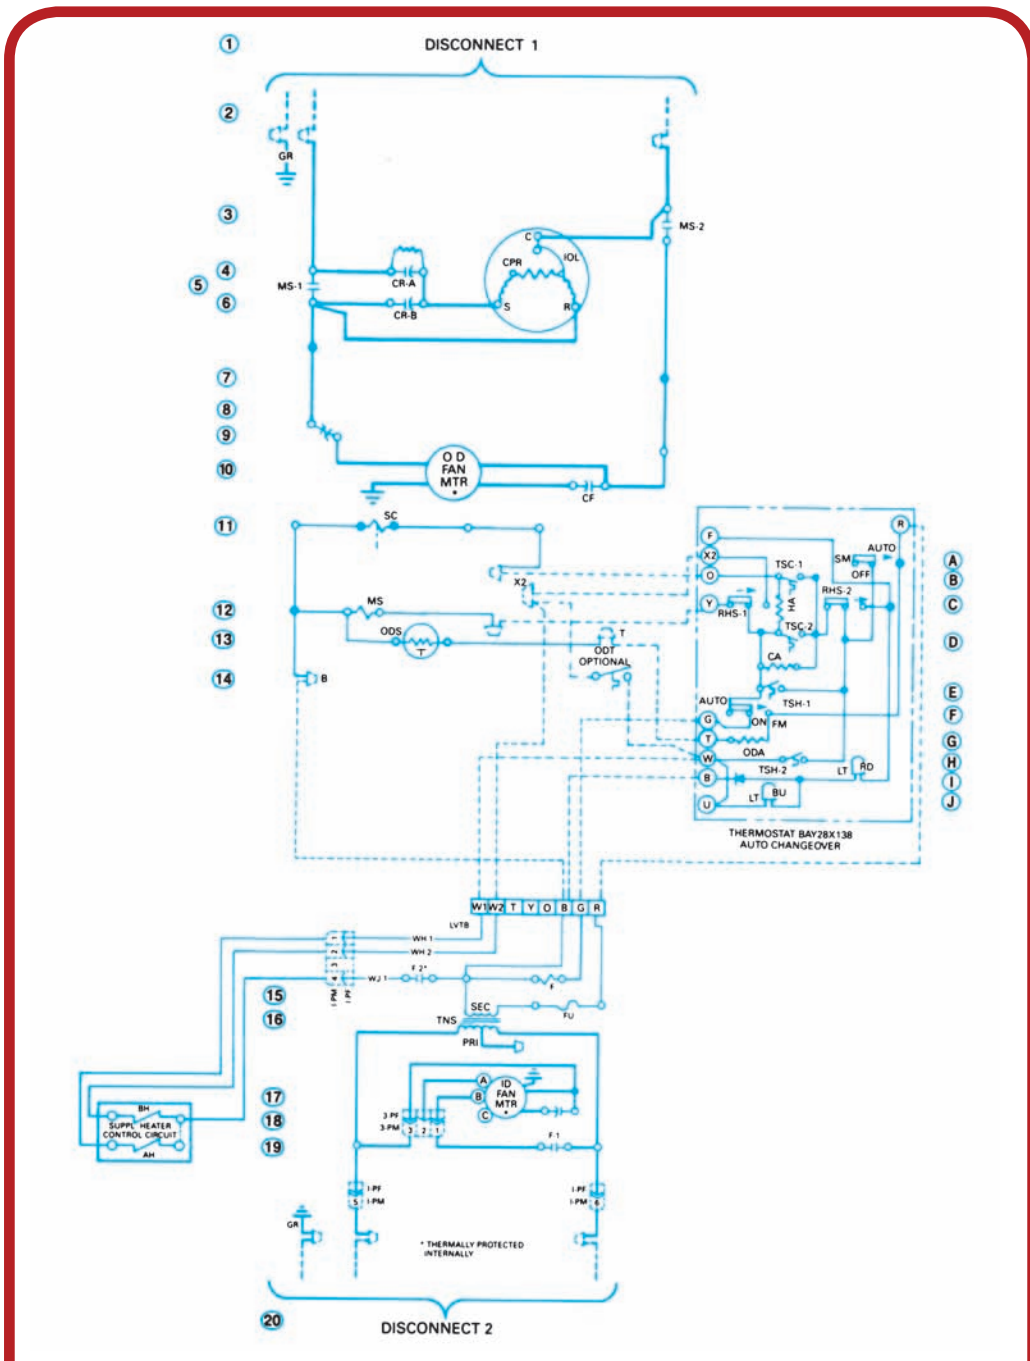 1
DISCONNECT 1
2
GR
3
MS-2
C
IOL
CPR
4
CR-A
5
MS-1
6
S
R
CR-B
7
8
9
10
O D
FAN
MTR
*
CF
11
SC
X2
12
MS
13
ODS
T
T
ODT
OPTIONAL
14
B
F
R
X2
AUTO
SM
OFF
TSC-1
O
HA
RHS-2
Y
RHS-1
TSC-2
CA
TSH-1
AUTO
G
ON
FM
T
ODA
W
TSH-2
LT
RD
B
LT
BU
U
THERMOSTAT BAY28X138
AUTO CHANGEOVER
A
B
C
D
E
F
G
H
I
J
W1 W2 T Y O B G R
LVTB
1
WH 1
2
WH 2
3
F 2*
4
WJ 1
F
I-PM
I-PF
15
16
SEC
FU
TNS
PRI
17
18
19
A
B
C
ID
FAN
MTR
*
BH
SUPPL HEATER
CONTROL CIRCUIT
AH
3-PF
3-PM
3 2 1
F-1
I-PF
I-PM
5
I-PF
I-PM
6
GR
* THERMALLY PROTECTED
INTERNALLY
20
DISCONNECT 2